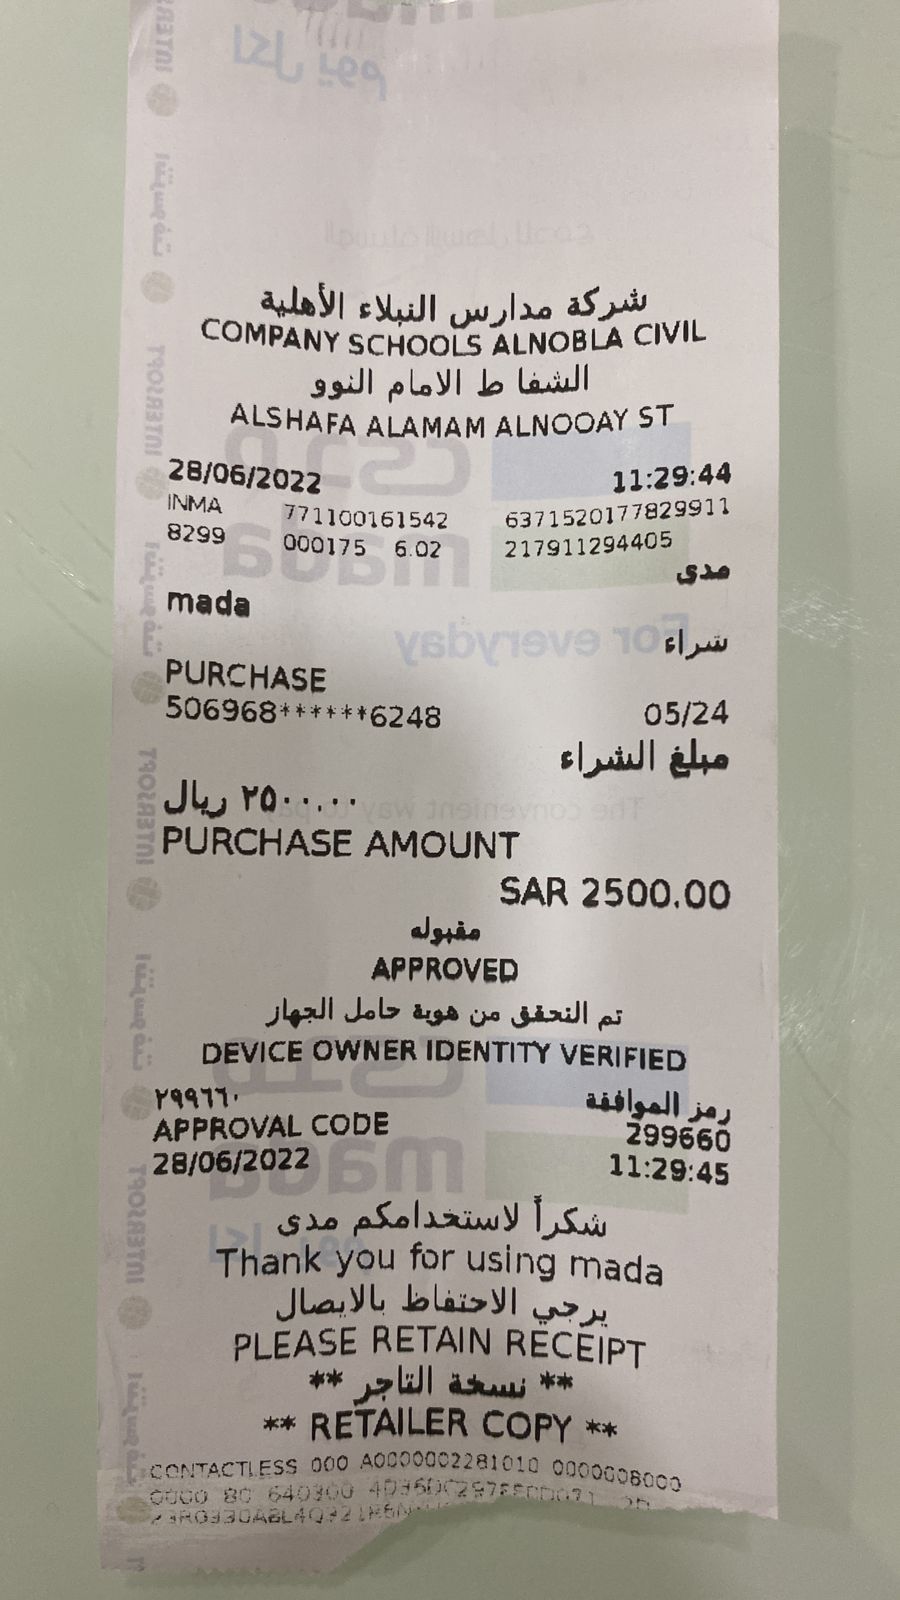 شركة مدارس النبلاء الأهلية
COMPANY SCHOOLS ALNOBLA CIVIL
الشفا ط الامام النوو
ALSHAFA ALAMAM ALNOOAY ST
28/06/2022 11:29:44
INMA 771100161542 6371520177829911
8299 000175 6.02 217911294405
مدى
mada
شراء
PURCHASE
506968******6248 05/24
مبلغ الشراء
٢٥٠٠.٠٠ ريال
PURCHASE AMOUNT
SAR 2500.00
مقبوله
APPROVED
تم التحقق من هوية حامل الجهاز
DEVICE OWNER IDENTITY VERIFIED
رمز الموافقة ٢٩٩٦٦٠
APPROVAL CODE 299660
28/06/2022 11:29:45
شكراً لاستخدامكم مدى
Thank you for using mada
يرجي الاحتفاظ بالايصال
PLEASE RETAIN RECEIPT
** نسخة التاجر **
** RETAILER COPY **
CONTACTLESS 000 A0000002281010 0000008000
0000 80 640300